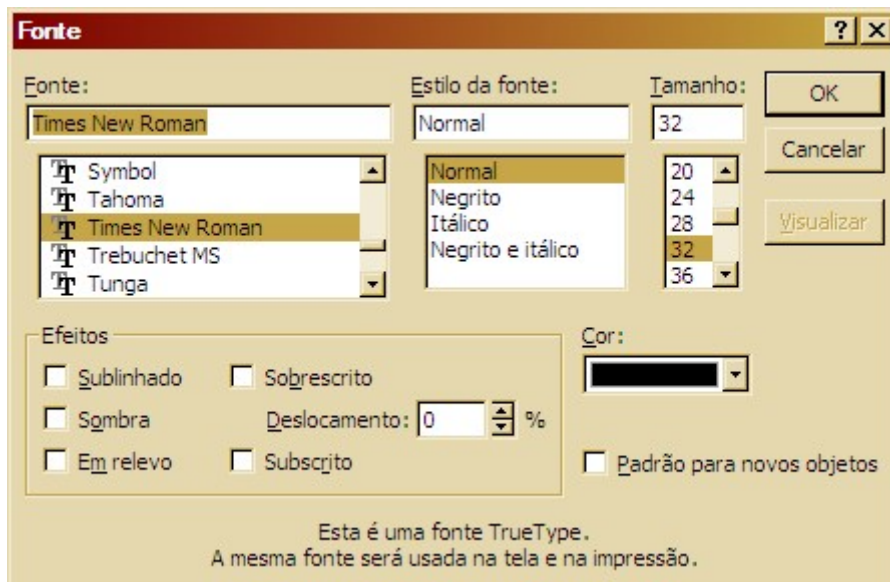 Fonte
Fonte:
Times New Roman
Symbol
Tahoma
Times New Roman
Trebuchet MS
Tunga
Estilo da fonte:
Normal
Normal
Negrito
Itálico
Negrito e itálico
Tamanho:
32
20
24
28
32
36
OK
Cancelar
Visualizar
Efeitos
Sublinhado
Sobrescrito
Sombra
Deslocamento: 0 %
Em relevo
Subscrito
Cor:
Padrão para novos objetos
Esta é uma fonte TrueType.
A mesma fonte será usada na tela e na impressão.